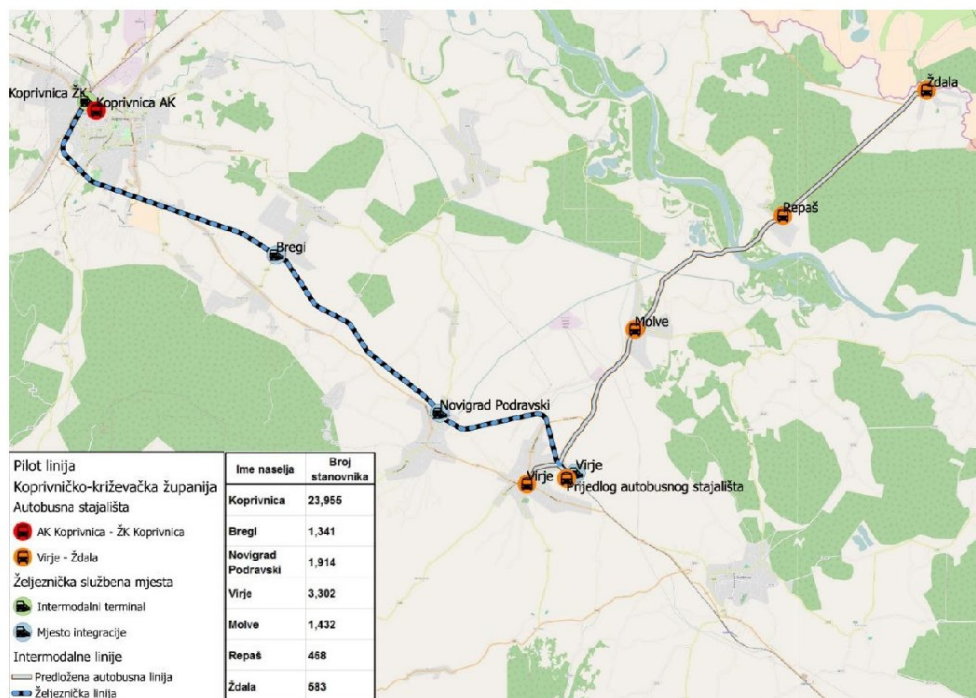 Ždala
Koprivnica ŽK
Koprivnica AK
Repaš
Bregi
Molve
Novigrad Podravski
Virje
Virje
Prijedlog autobusnog stajališta
Pilot linija
Koprivničko-križevačka županija
Autobusna stajališta
AK Koprivnica - ŽK Koprivnica
Virje - Ždala
Željeznička službena mjesta
Intermodalni terminal
Mjesto integracije
Intermodalne linije
Predložena autobusna linija
Željeznička linija
Ime naselja Broj stanovnika
Koprivnica 23,955
Bregi 1,341
Novigrad Podravski 1,914
Virje 3,302
Molve 1,432
Repaš 458
Ždala 583